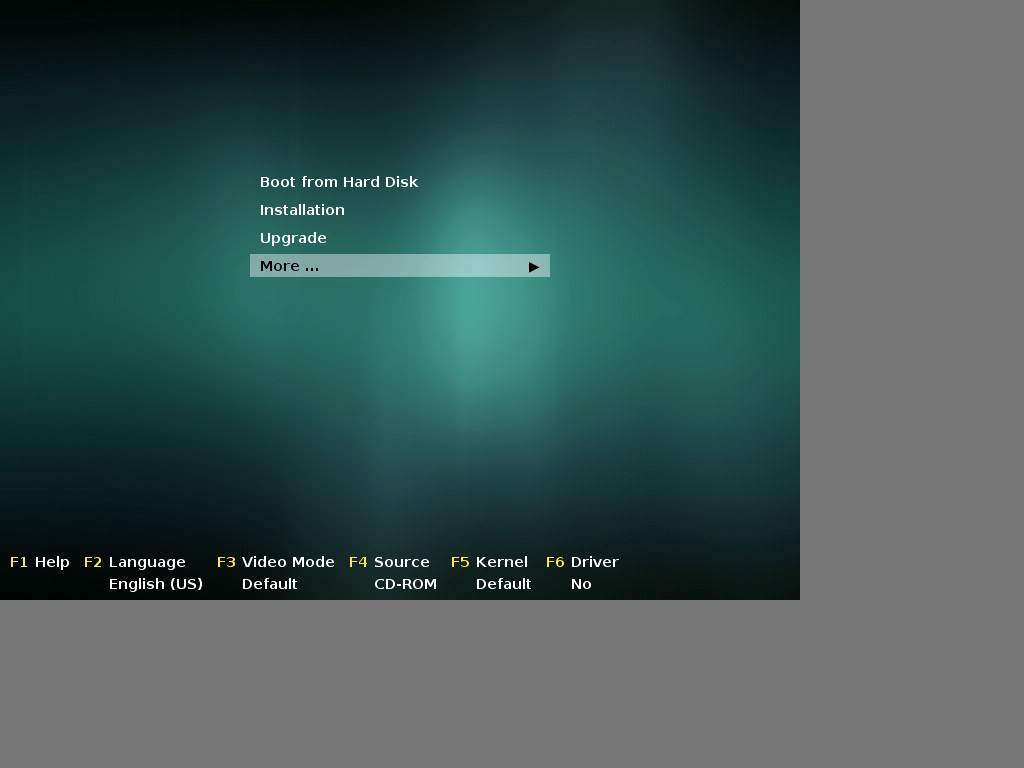 Boot from Hard Disk
Installation
Upgrade
More ...
F1 Help F2 Language F3 Video Mode F4 Source F5 Kernel F6 Driver
English (US) Default CD-ROM Default No